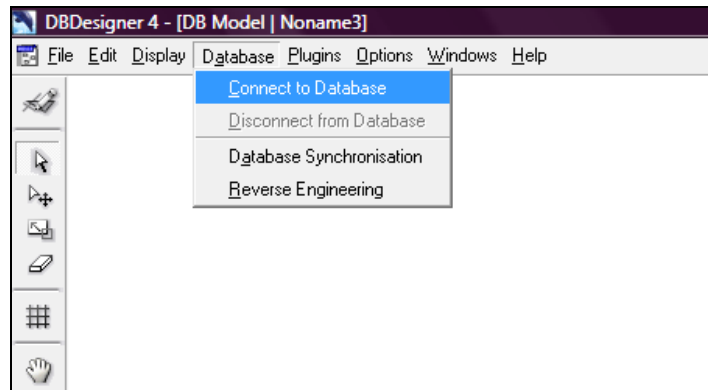 DBDesigner 4 - [DB Model | Noname3]
File Edit Display Database Plugins Options Windows Help
Connect to Database
Disconnect from Database
Database Synchronisation
Reverse Engineering